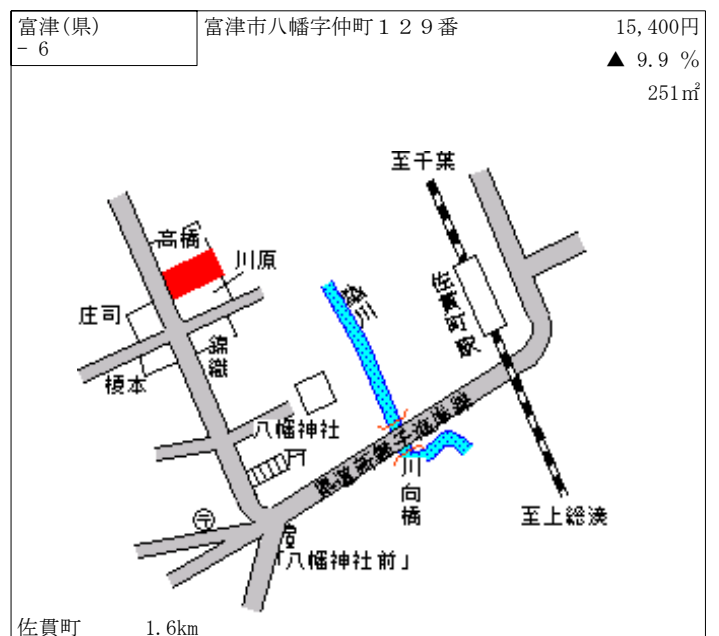 富津(県)
- 6
富津市八幡字仲町129番
15,400円
▲ 9.9 %
251㎡
至千葉
高橋
川原
庄司
錦織
榎本
佐貫町駅
染川
八幡神社
川向橋
至上総湊
「八幡神社前」
佐貫町 1.6km